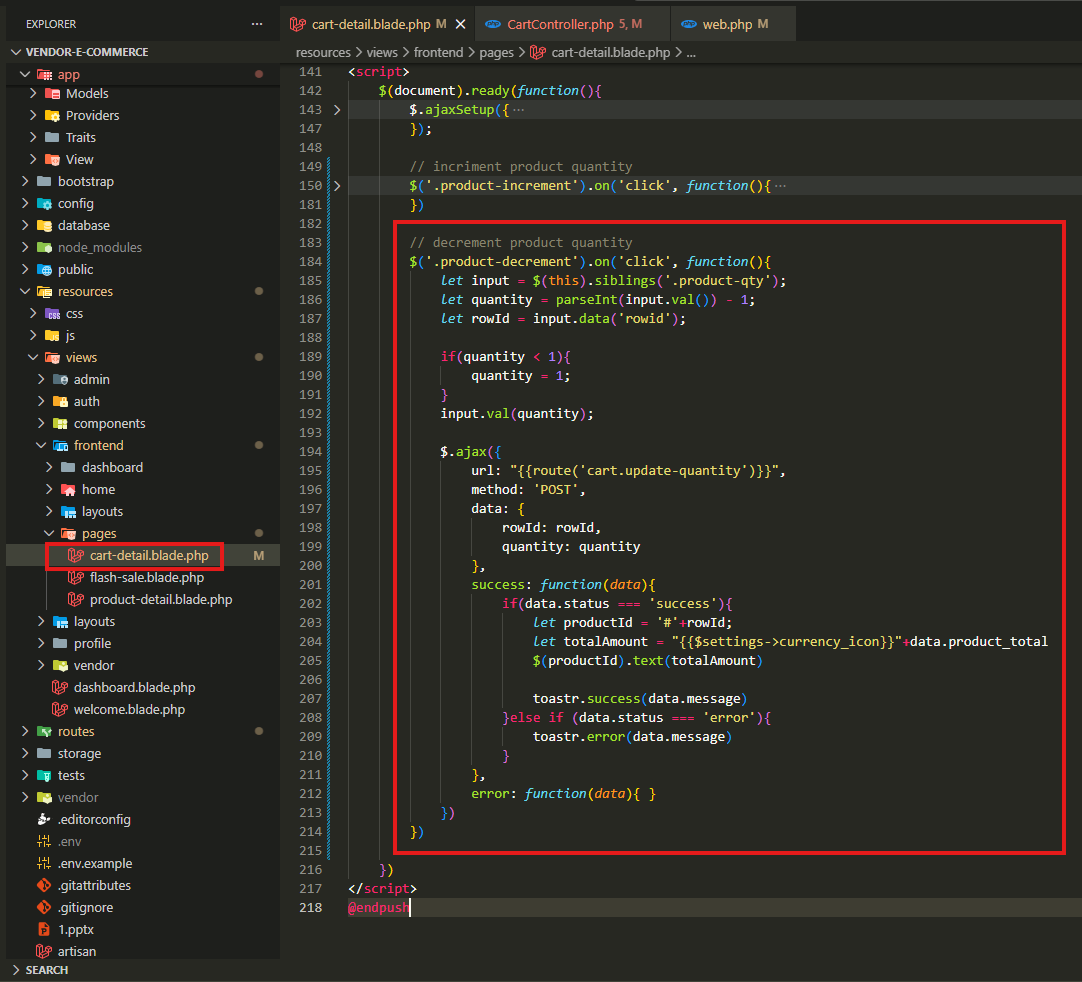 EXPLORER ...
VENDOR-E-COMMERCE
app
Models
Providers
Traits
View
bootstrap
config
database
node_modules
public
resources
css
js
views
admin
auth
components
frontend
dashboard
home
layouts
pages
cart-detail.blade.php M
flash-sale.blade.php
product-detail.blade.php
layouts
profile
vendor
dashboard.blade.php
welcome.blade.php
routes
storage
tests
vendor
.editorconfig
.env
.env.example
.gitattributes
.gitignore
1.pptx
artisan
SEARCH
cart-detail.blade.php M CartController.php 5, M web.php M
resources > views > frontend > pages > cart-detail.blade.php > ...
141 <script>
142 $(document).ready(function(){
143 $.ajaxSetup({ ...
147 });
148
149 // incriment product quantity
150 $('.product-increment').on('click', function(){ ...
181 })
182
183 // decrement product quantity
184 $('.product-decrement').on('click', function(){
185 let input = $(this).siblings('.product-qty');
186 let quantity = parseInt(input.val()) - 1;
187 let rowId = input.data('rowid');
188
189 if(quantity < 1){
190 quantity = 1;
191 }
192 input.val(quantity);
193
194 $.ajax({
195 url: "{{route('cart.update-quantity')}}",
196 method: 'POST',
197 data: {
198 rowId: rowId,
199 quantity: quantity
200 },
201 success: function(data){
202 if(data.status === 'success'){
203 let productId = '#'+rowId;
204 let totalAmount = "{{$settings->currency_icon}}"+data.product_total
205 $(productId).text(totalAmount)
206
207 toastr.success(data.message)
208 }else if (data.status === 'error'){
209 toastr.error(data.message)
210 }
211 },
212 error: function(data){ }
213 })
214 })
215
216 })
217 </script>
218 @endpush